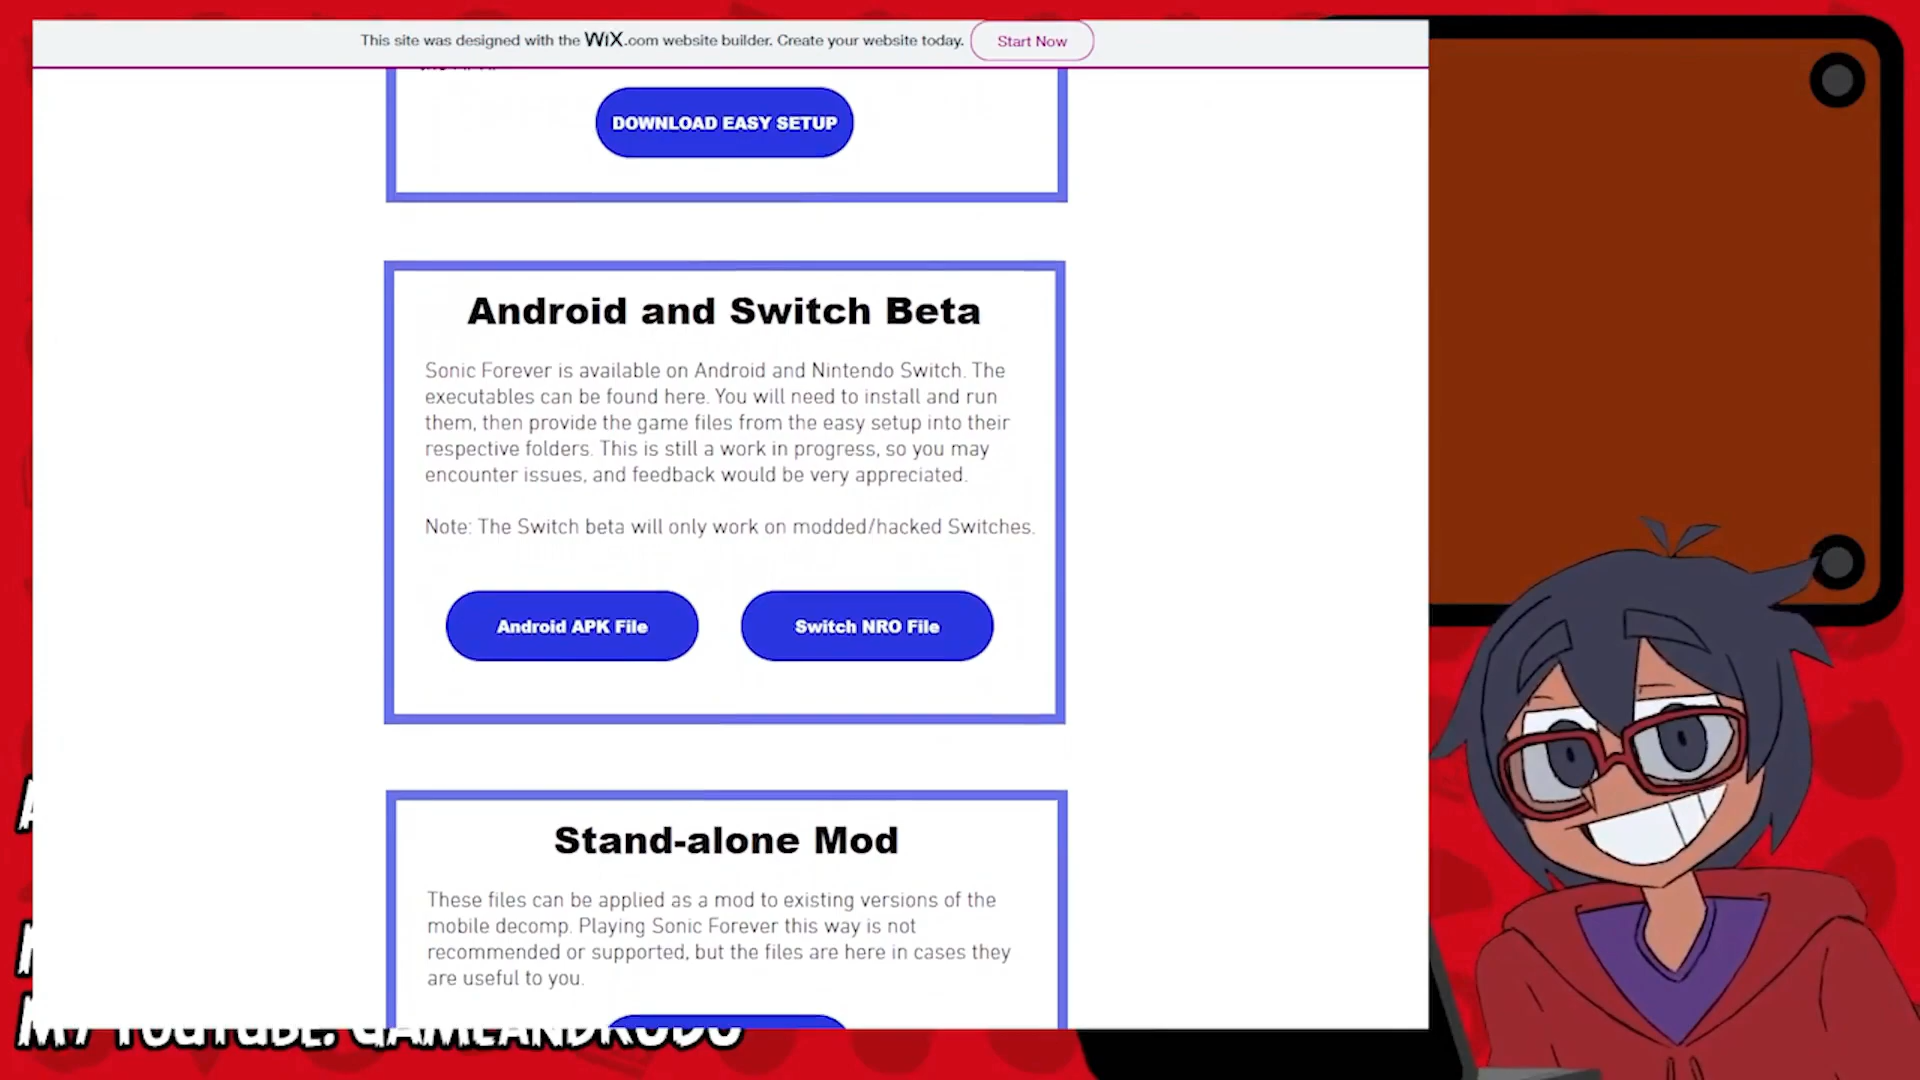 This site was designed with the WiX.com website builder. Create your website today.
Start Now
DOWNLOAD EASY SETUP
Android and Switch Beta
Sonic Forever is available on Android and Nintendo Switch. The
executables can be found here. You will need to install and run
them, then provide the game files from the easy setup into their
respective folders. This is still a work in progress, so you may
encounter issues, and feedback would be very appreciated.
Note: The Switch beta will only work on modded/hacked Switches.
Android APK File
Switch NRO File
Stand-alone Mod
These files can be applied as a mod to existing versions of the
mobile decomp. Playing Sonic Forever this way is not
recommended or supported, but the files are here in cases they
are useful to you.
MY YOUTUBE: